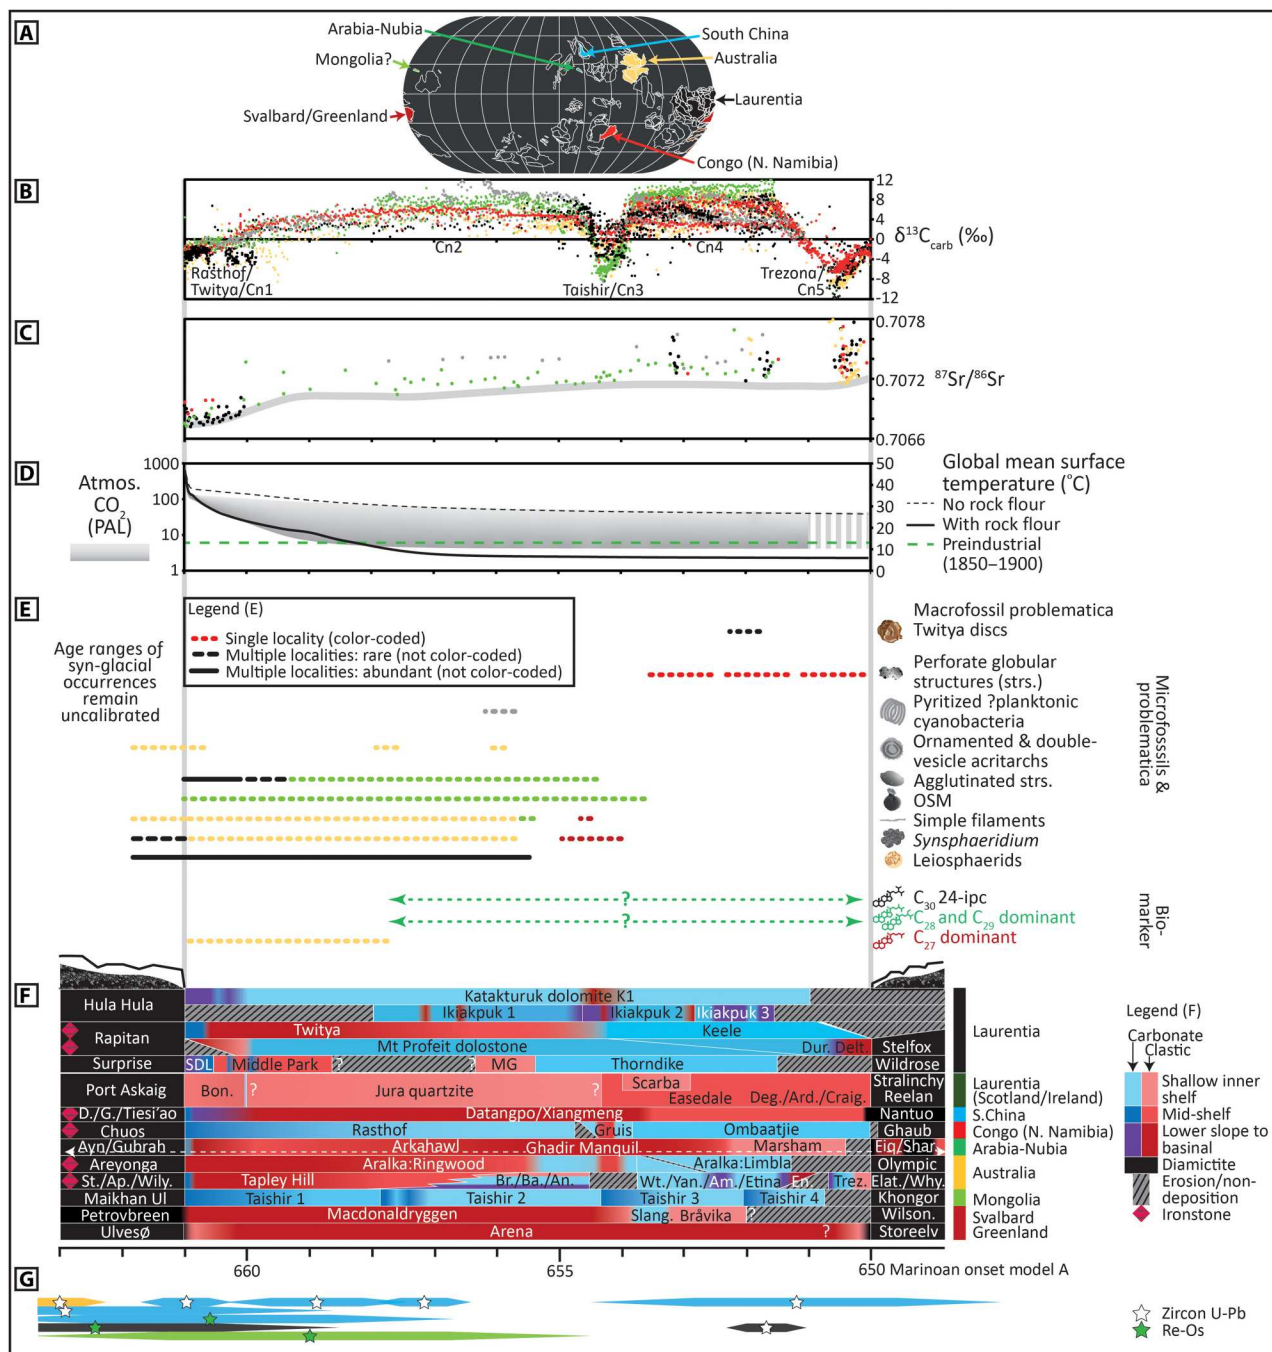 A
Arabia-Nubia
South China
Mongolia?
Australia
Laurentia
Svalbard/Greenland
Congo (N. Namibia)
B
12
8
4
0
-4
-8
-12
δ13Ccarb (‰)
Cn2
Cn4
Rasthof/
Twitya/Cn1
Taishir/Cn3
Trezona/
Cn5
C
0.7078
0.7072
0.7066
87Sr/86Sr
D
Atmos.
CO2
(PAL)
1000
100
10
1
50
40
30
20
10
0
Global mean surface
temperature (°C)
No rock flour
With rock flour
Preindustrial
(1850–1900)
E
Legend (E)
Single locality (color-coded)
Multiple localities: rare (not color-coded)
Multiple localities: abundant (not color-coded)
Age ranges of
syn-glacial
occurrences
remain
uncalibrated
Macrofossil problematica
Twitya discs
Perforate globular
structures (strs.)
Pyritized ?planktonic
cyanobacteria
Ornamented & double-
vesicle acritarchs
Agglutinated strs.
OSM
Simple filaments
Synsphaeridium
Leiosphaerids
Microfosssils &
problematica
?
?
C30 24-ipc
C28 and C29 dominant
C27 dominant
Bio-
marker
F
Hula Hula
Katakturuk dolomite K1
Ikiakpuk 1
Ikiakpuk 2
Ikiakpuk 3
Rapitan
Twitya
Keele
Mt Profeit dolostone
Dur.
Delt.
Stelfox
Surprise
SDL
Middle Park
?
?
MG
Thorndike
Wildrose
Port Askaig
Bon.
?
Jura quartzite
?
Scarba
Easedale
Deg./Ard./Craig.
Stralinchy
Reelan
D./G./Tiesi'ao
Datangpo/Xiangmeng
Nantuo
Chuos
Rasthof
Gruis
Ombaatjie
Ghaub
Ayn/Gubrah
Arkahawl
Ghadir Manquil
Marsham
Fiq/Shar.
Areyonga
Aralka:Ringwood
Aralka:Limbla
Olympic
St./Ap./Wily.
Tapley Hill
Br./Ba./An.
Wt./Yan./Am./Etina
En
Trez.
Elat./Why.
Maikhan Ul
Taishir 1
Taishir 2
Taishir 3
Taishir 4
Khongor
Petrovbreen
Macdonaldryggen
Slang.
Bråvika
?
Wilson.
Ulvesø
Arena
?
Storeelv
Laurentia
Laurentia
(Scotland/Ireland)
S.China
Congo (N. Namibia)
Arabia-Nubia
Australia
Mongolia
Svalbard
Greenland
Legend (F)
Carbonate
Clastic
Shallow inner
shelf
Mid-shelf
Lower slope to
basinal
Diamictite
Erosion/non-
deposition
Ironstone
660
655
650 Marinoan onset model A
G
Zircon U-Pb
Re-Os